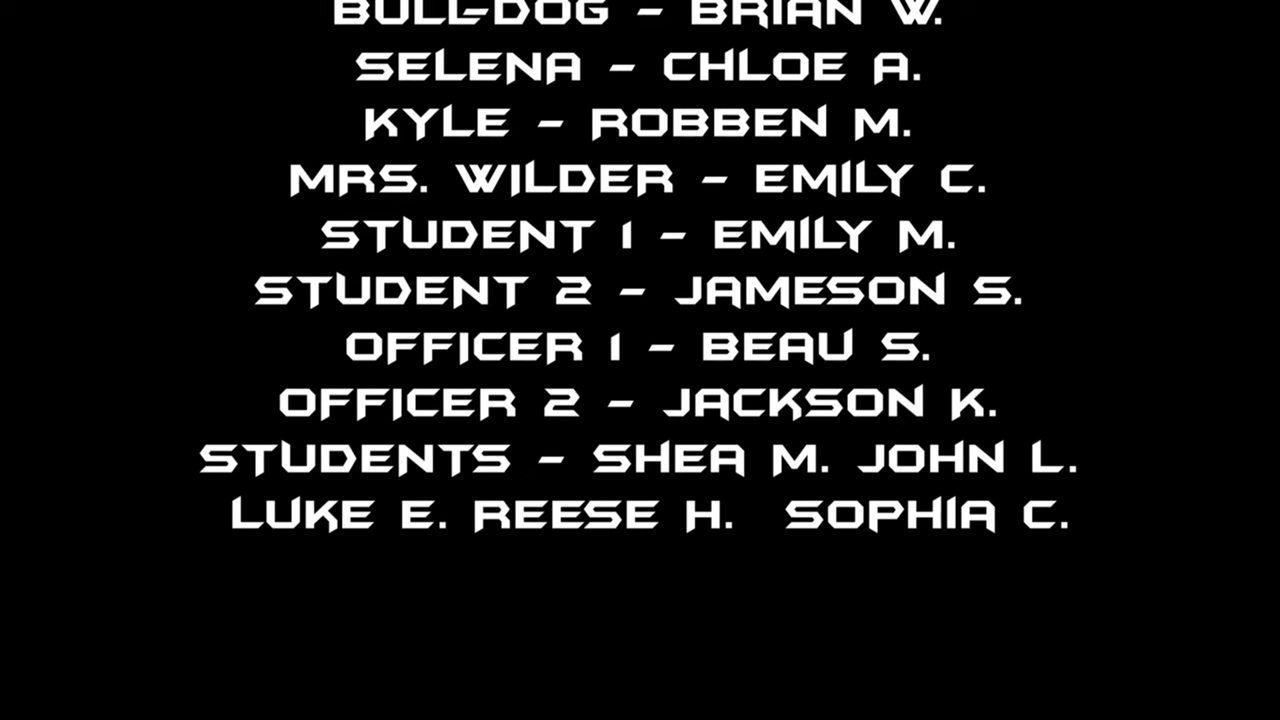 BULL-DOG - BRIAN W.
SELENA - CHLOE A.
KYLE - ROBBEN M.
MRS. WILDER - EMILY C.
STUDENT 1 - EMILY M.
STUDENT 2 - JAMESON S.
OFFICER 1 - BEAU S.
OFFICER 2 - JACKSON K.
STUDENTS - SHEA M. JOHN L.
LUKE E. REESE H. SOPHIA C.